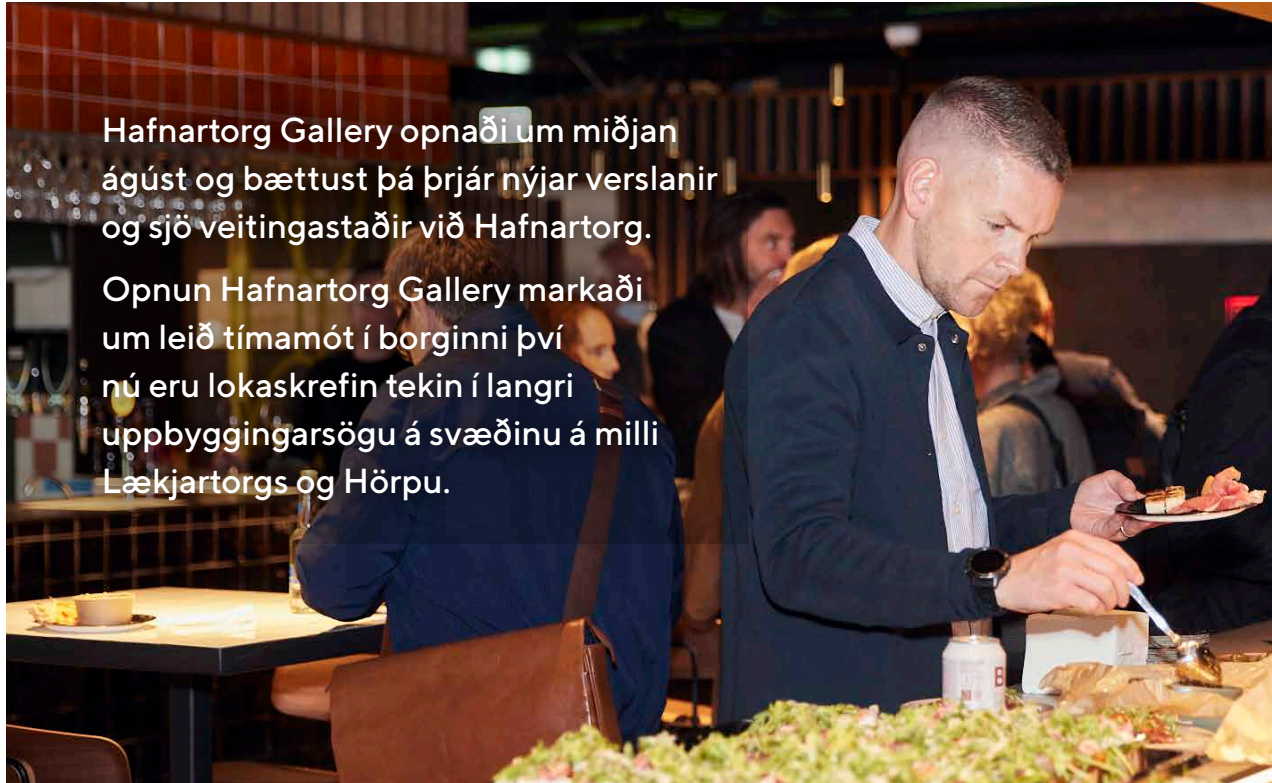 Hafnartorg Gallery opnaði um miðjan
ágúst og bættust þá þrjár nýjar verslanir
og sjö veitingastaðir við Hafnartorg.
Opnun Hafnartorg Gallery markaði
um leið tímamót í borginni því
nú eru lokaskrefin tekin í langri
uppbyggingarsögu á svæðinu á milli
Lækjartorgs og Hörpu.